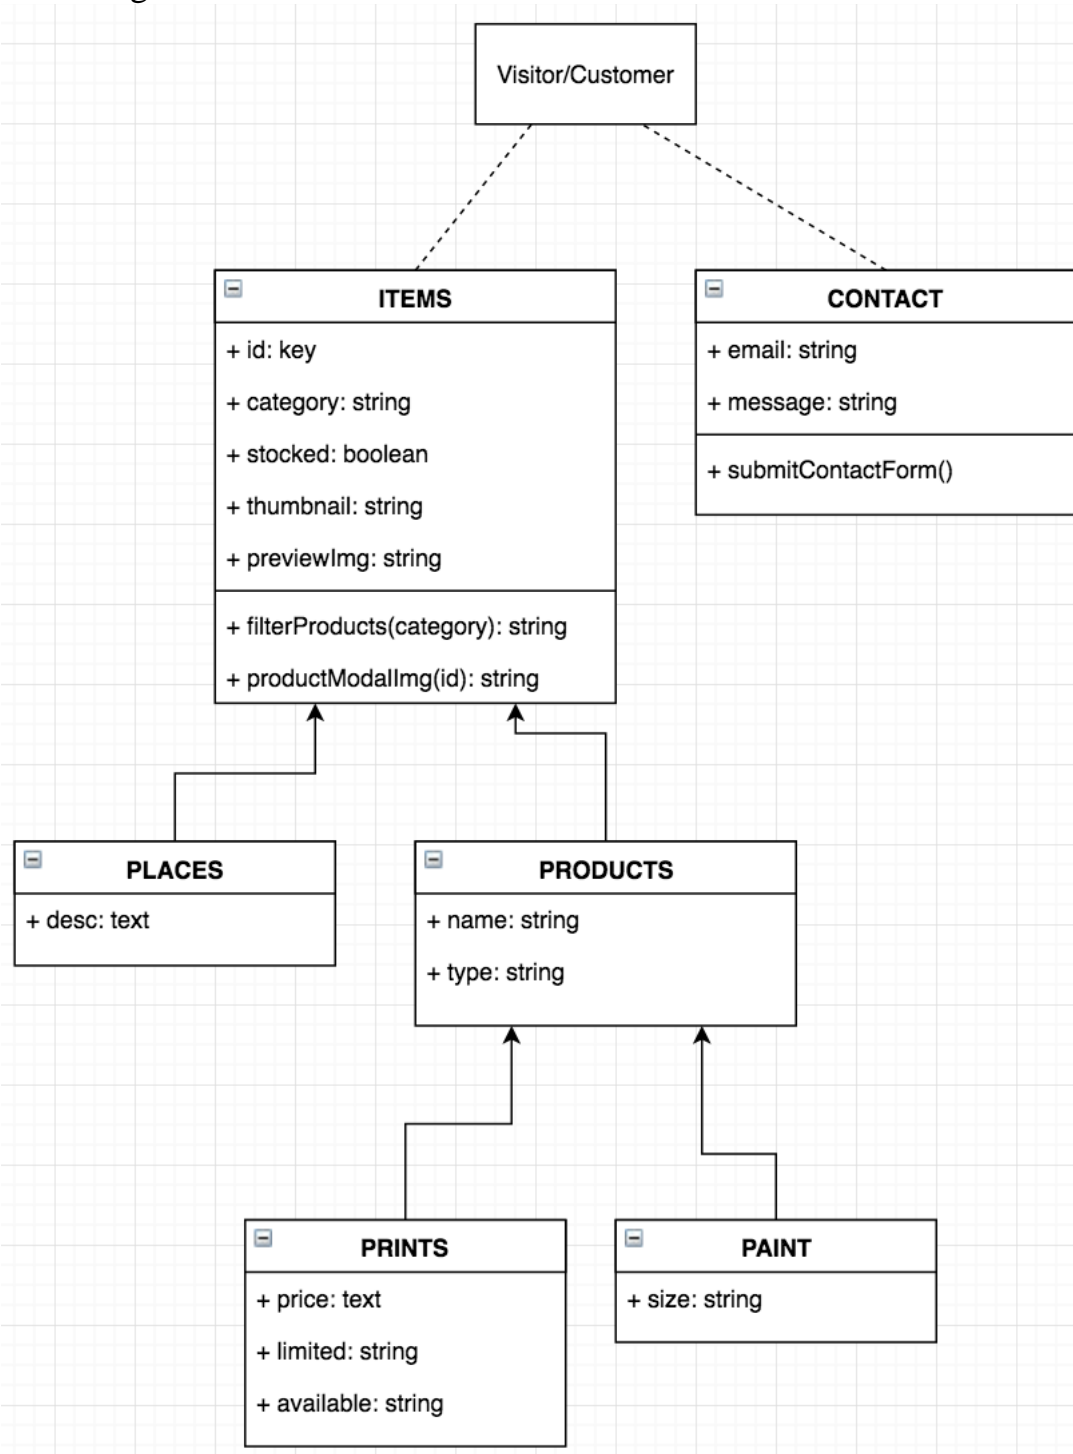 Visitor/Customer
ITEMS
+ id: key
+ category: string
+ stocked: boolean
+ thumbnail: string
+ previewImg: string
+ filterProducts(category): string
+ productModalImg(id): string
CONTACT
+ email: string
+ message: string
+ submitContactForm()
PLACES
+ desc: text
PRODUCTS
+ name: string
+ type: string
PRINTS
+ price: text
+ limited: string
+ available: string
PAINT
+ size: string